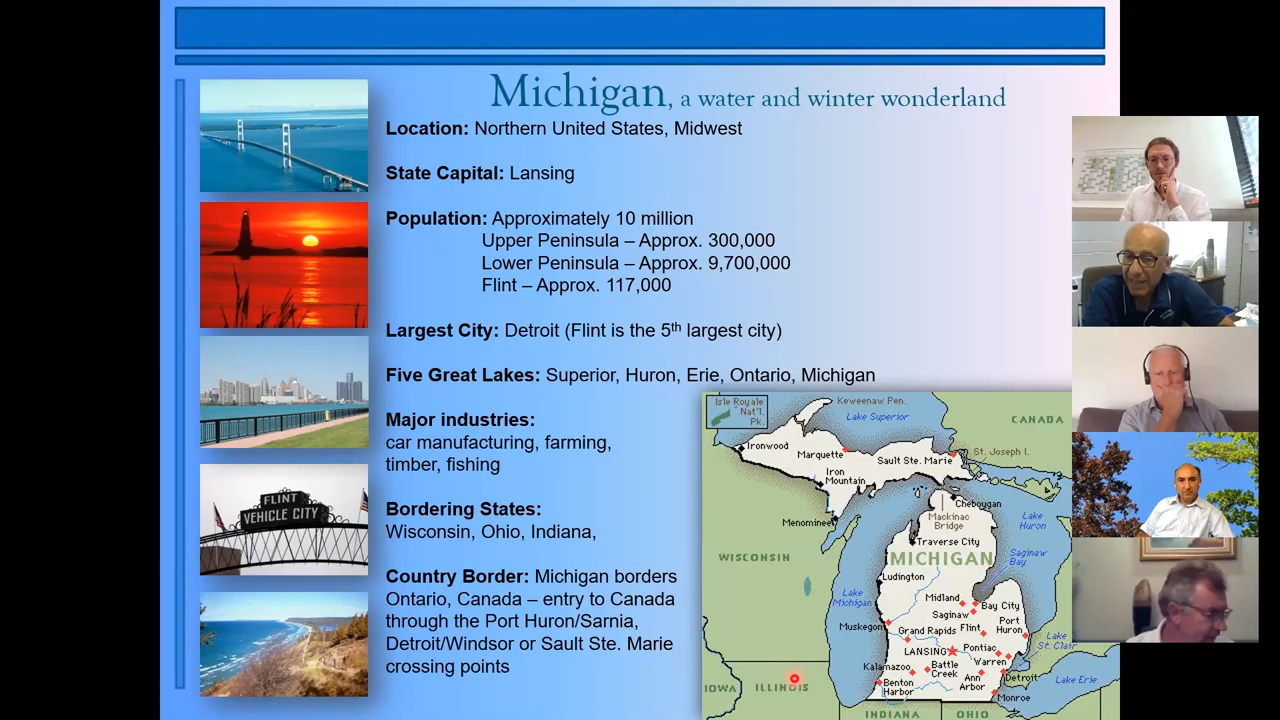 Michigan, a water and winter wonderland
Location: Northern United States, Midwest
State Capital: Lansing
Population: Approximately 10 million
Upper Peninsula – Approx. 300,000
Lower Peninsula – Approx. 9,700,000
Flint – Approx. 117,000
Largest City: Detroit (Flint is the 5th largest city)
Five Great Lakes: Superior, Huron, Erie, Ontario, Michigan
Major industries:
car manufacturing, farming,
timber, fishing
Bordering States:
Wisconsin, Ohio, Indiana,
Country Border: Michigan borders
Ontario, Canada – entry to Canada
through the Port Huron/Sarnia,
Detroit/Windsor or Sault Ste. Marie
crossing points
FLINT
VEHICLE CITY
Isle Royale
Nat'l.
Pk.
Keweenaw Pen.
Lake Superior
CANADA
Ironwood
Marquette
Sault Ste. Marie
St. Joseph I.
Iron
Mountain
Cheboygan
Menominee
Mackinac
Bridge
Lake
Huron
Traverse City
WISCONSIN
MICHIGAN
Saginaw
Bay
Ludington
Lake
Michigan
Midland
Bay City
Saginaw
Port
Huron
Muskegon
Grand Rapids
Flint
Lake
St. Clair
LANSING
Pontiac
Warren
Kalamazoo
Battle
Creek
Ann
Arbor
Detroit
Lake Erie
Benton
Harbor
Monroe
IOWA
ILLINOIS
INDIANA
OHIO